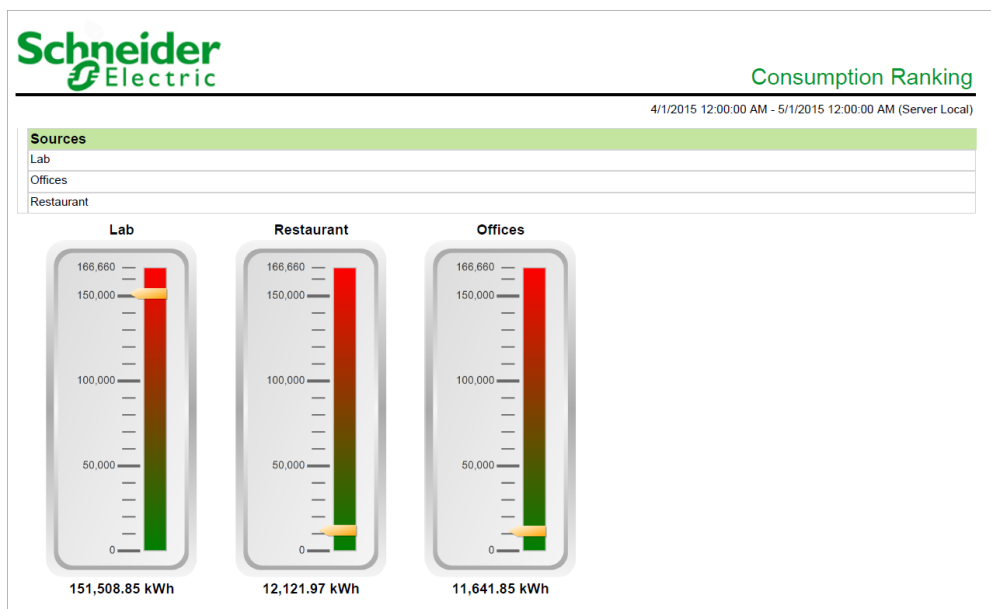 Schneider
Electric
Consumption Ranking
4/1/2015 12:00:00 AM - 5/1/2015 12:00:00 AM (Server Local)
Sources
Lab
Offices
Restaurant
Lab Restaurant Offices
166,660 166,660 166,660
150,000 150,000 150,000
100,000 100,000 100,000
50,000 50,000 50,000
0 0 0
151,508.85 kWh 12,121.97 kWh 11,641.85 kWh